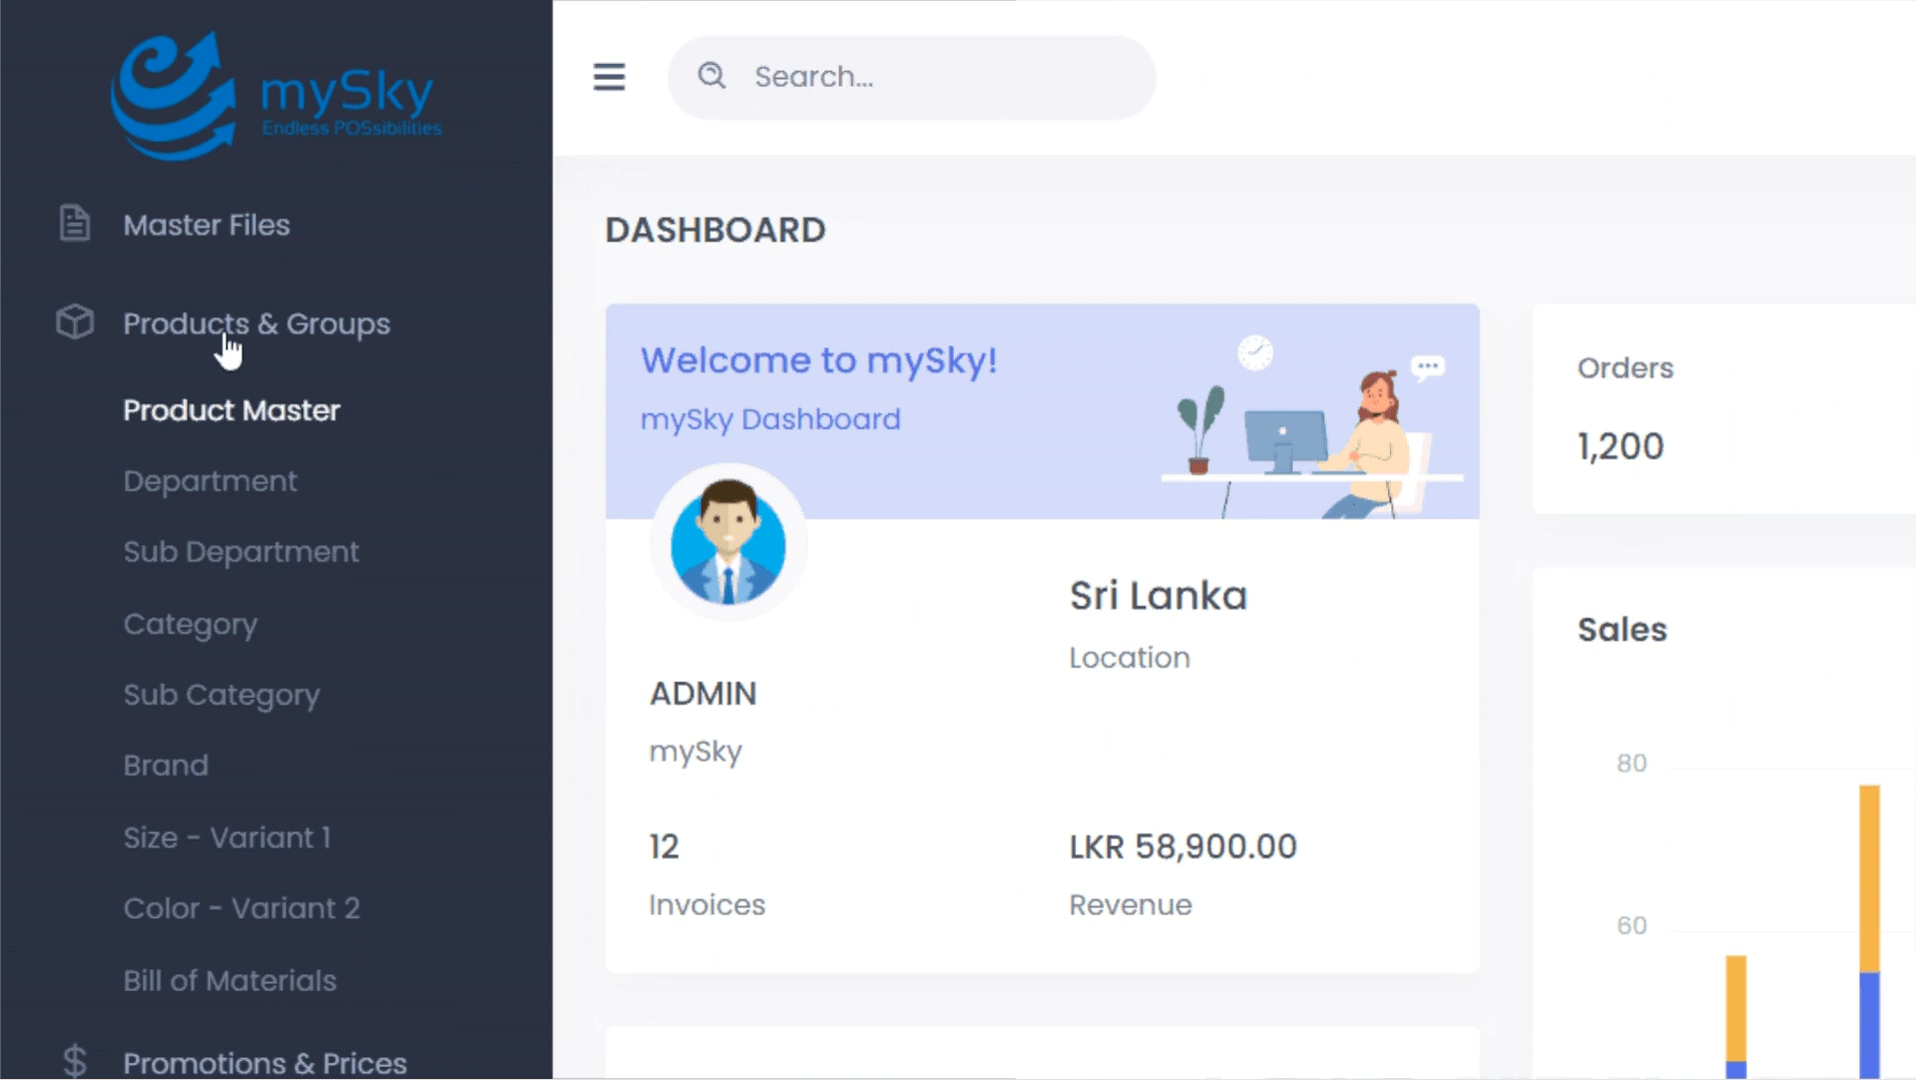 mySky
Endless POSsibilities
Master Files
Products & Groups
Product Master
Department
Sub Department
Category
Sub Category
Brand
Size - Variant 1
Color - Variant 2
Bill of Materials
Promotions & Prices
Search...
DASHBOARD
Welcome to mySky!
mySky Dashboard
ADMIN
mySky
Sri Lanka
Location
12
Invoices
LKR 58,900.00
Revenue
Orders
1,200
Sales
80
60